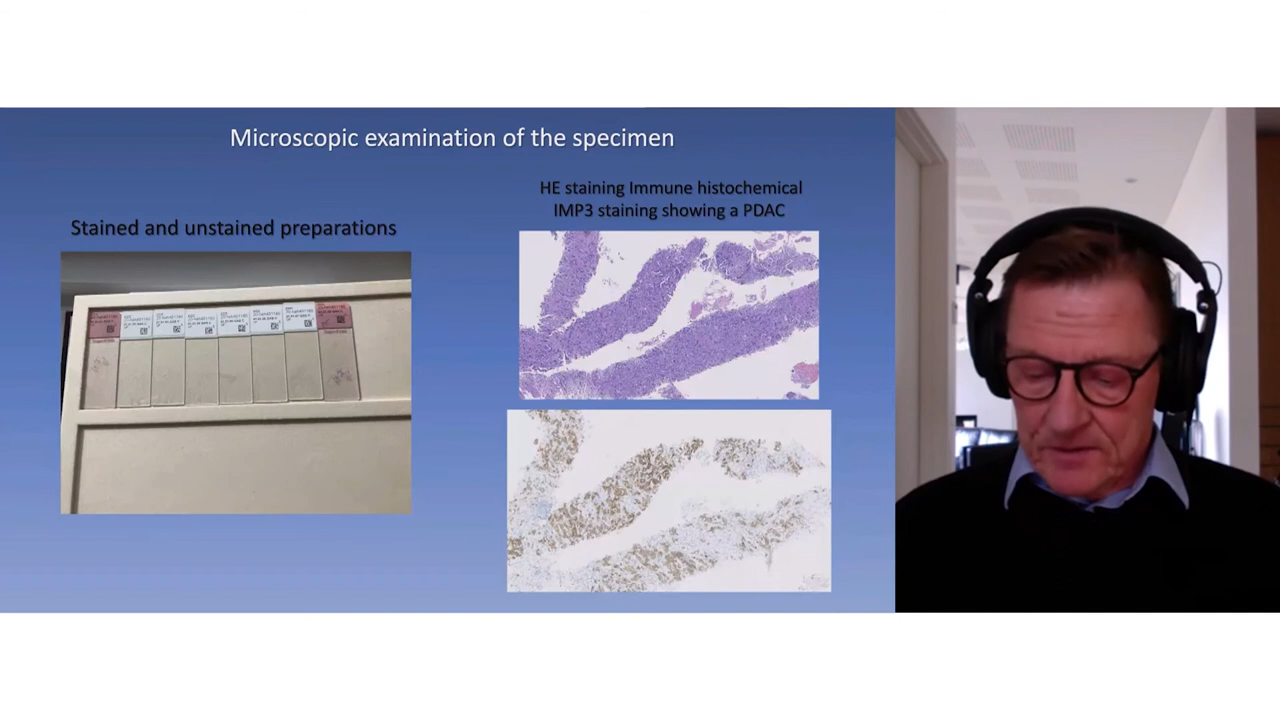 Microscopic examination of the specimen
HE staining Immune histochemical
IMP3 staining showing a PDAC
Stained and unstained preparations